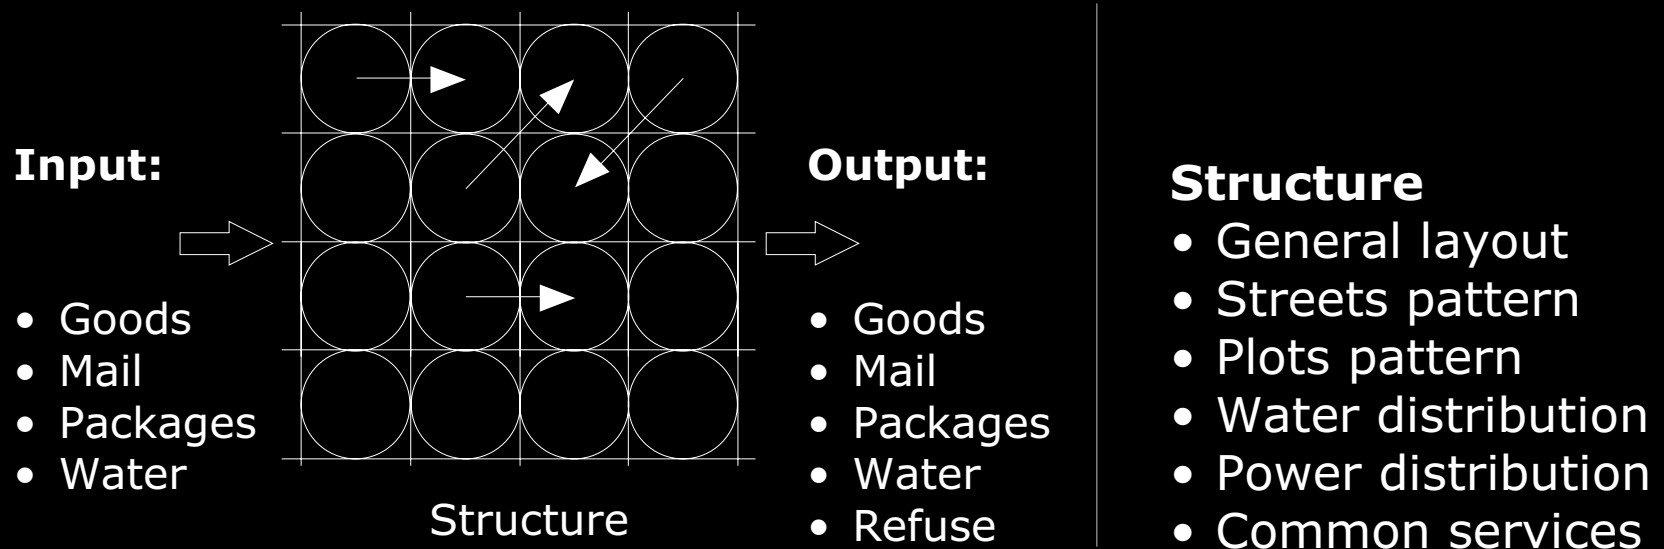 Input:
• Goods
• Mail
• Packages
• Water
Structure
Output:
• Goods
• Mail
• Packages
• Water
• Refuse
Structure
• General layout
• Streets pattern
• Plots pattern
• Water distribution
• Power distribution
• Common services